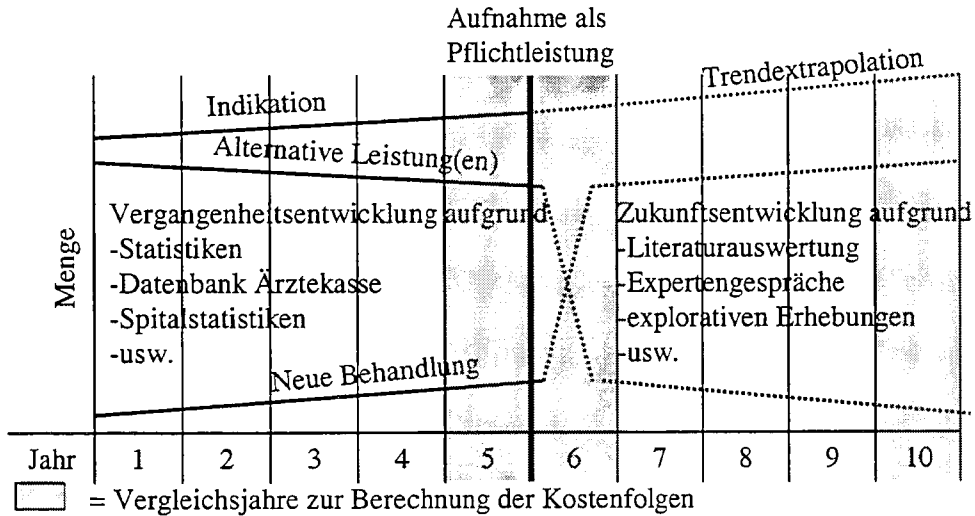 Aufnahme als
Pflichtleistung
Trendextrapolation
Indikation
Alternative Leistung(en)
Menge
Vergangenheitsentwicklung aufgrund
-Statistiken
-Datenbank Ärztekasse
-Spitalstatistiken
-usw.
Zukunftsentwicklung aufgrund
-Literaturauswertung
-Expertengespräche
-explorativen Erhebungen
-usw.
Neue Behandlung
Jahr 1 2 3 4 5 6 7 8 9 10
= Vergleichsjahre zur Berechnung der Kostenfolgen